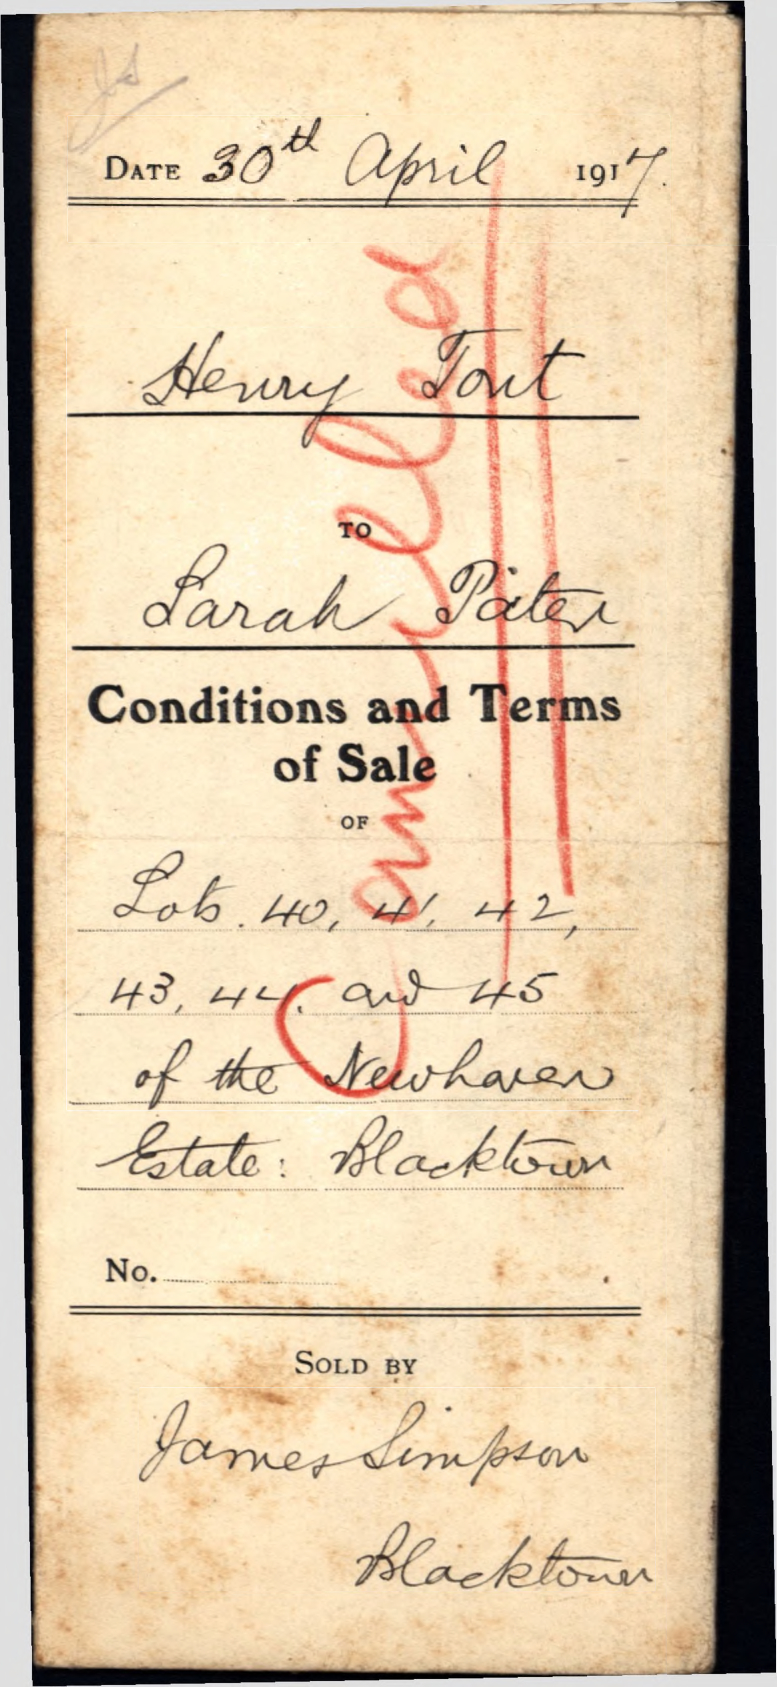 JS
DATE 30th April 1917.
Henry Tout
TO
Sarah Pater
Conditions and Terms
of Sale
OF
Lots. 40, 41, 42,
43, 44, and 45
of the Newhaven
Estate: Blacktown
No.
SOLD BY
James Simpson
Blacktown
Cancelled